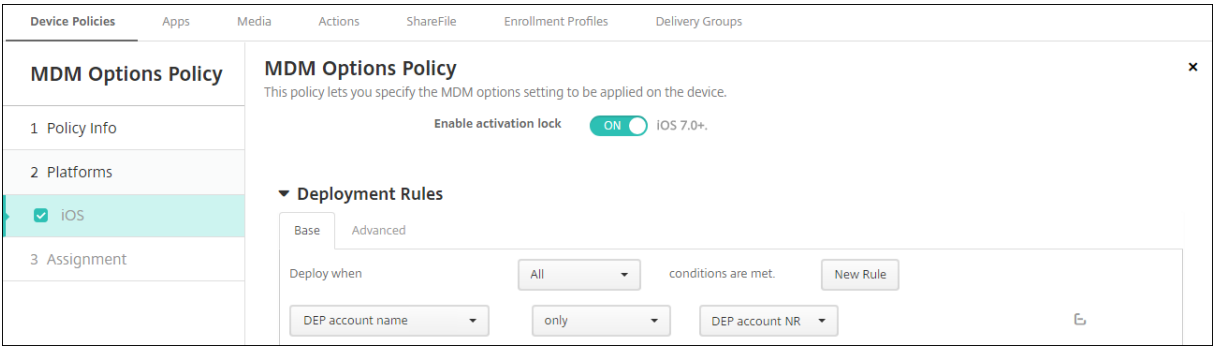 Device Policies Apps Media Actions ShareFile Enrollment Profiles Delivery Groups
MDM Options Policy
1 Policy Info
2 Platforms
iOS
3 Assignment
MDM Options Policy
This policy lets you specify the MDM options setting to be applied on the device.
Enable activation lock ON iOS 7.0+.
Deployment Rules
Base Advanced
Deploy when All conditions are met. New Rule
DEP account name only DEP account NR